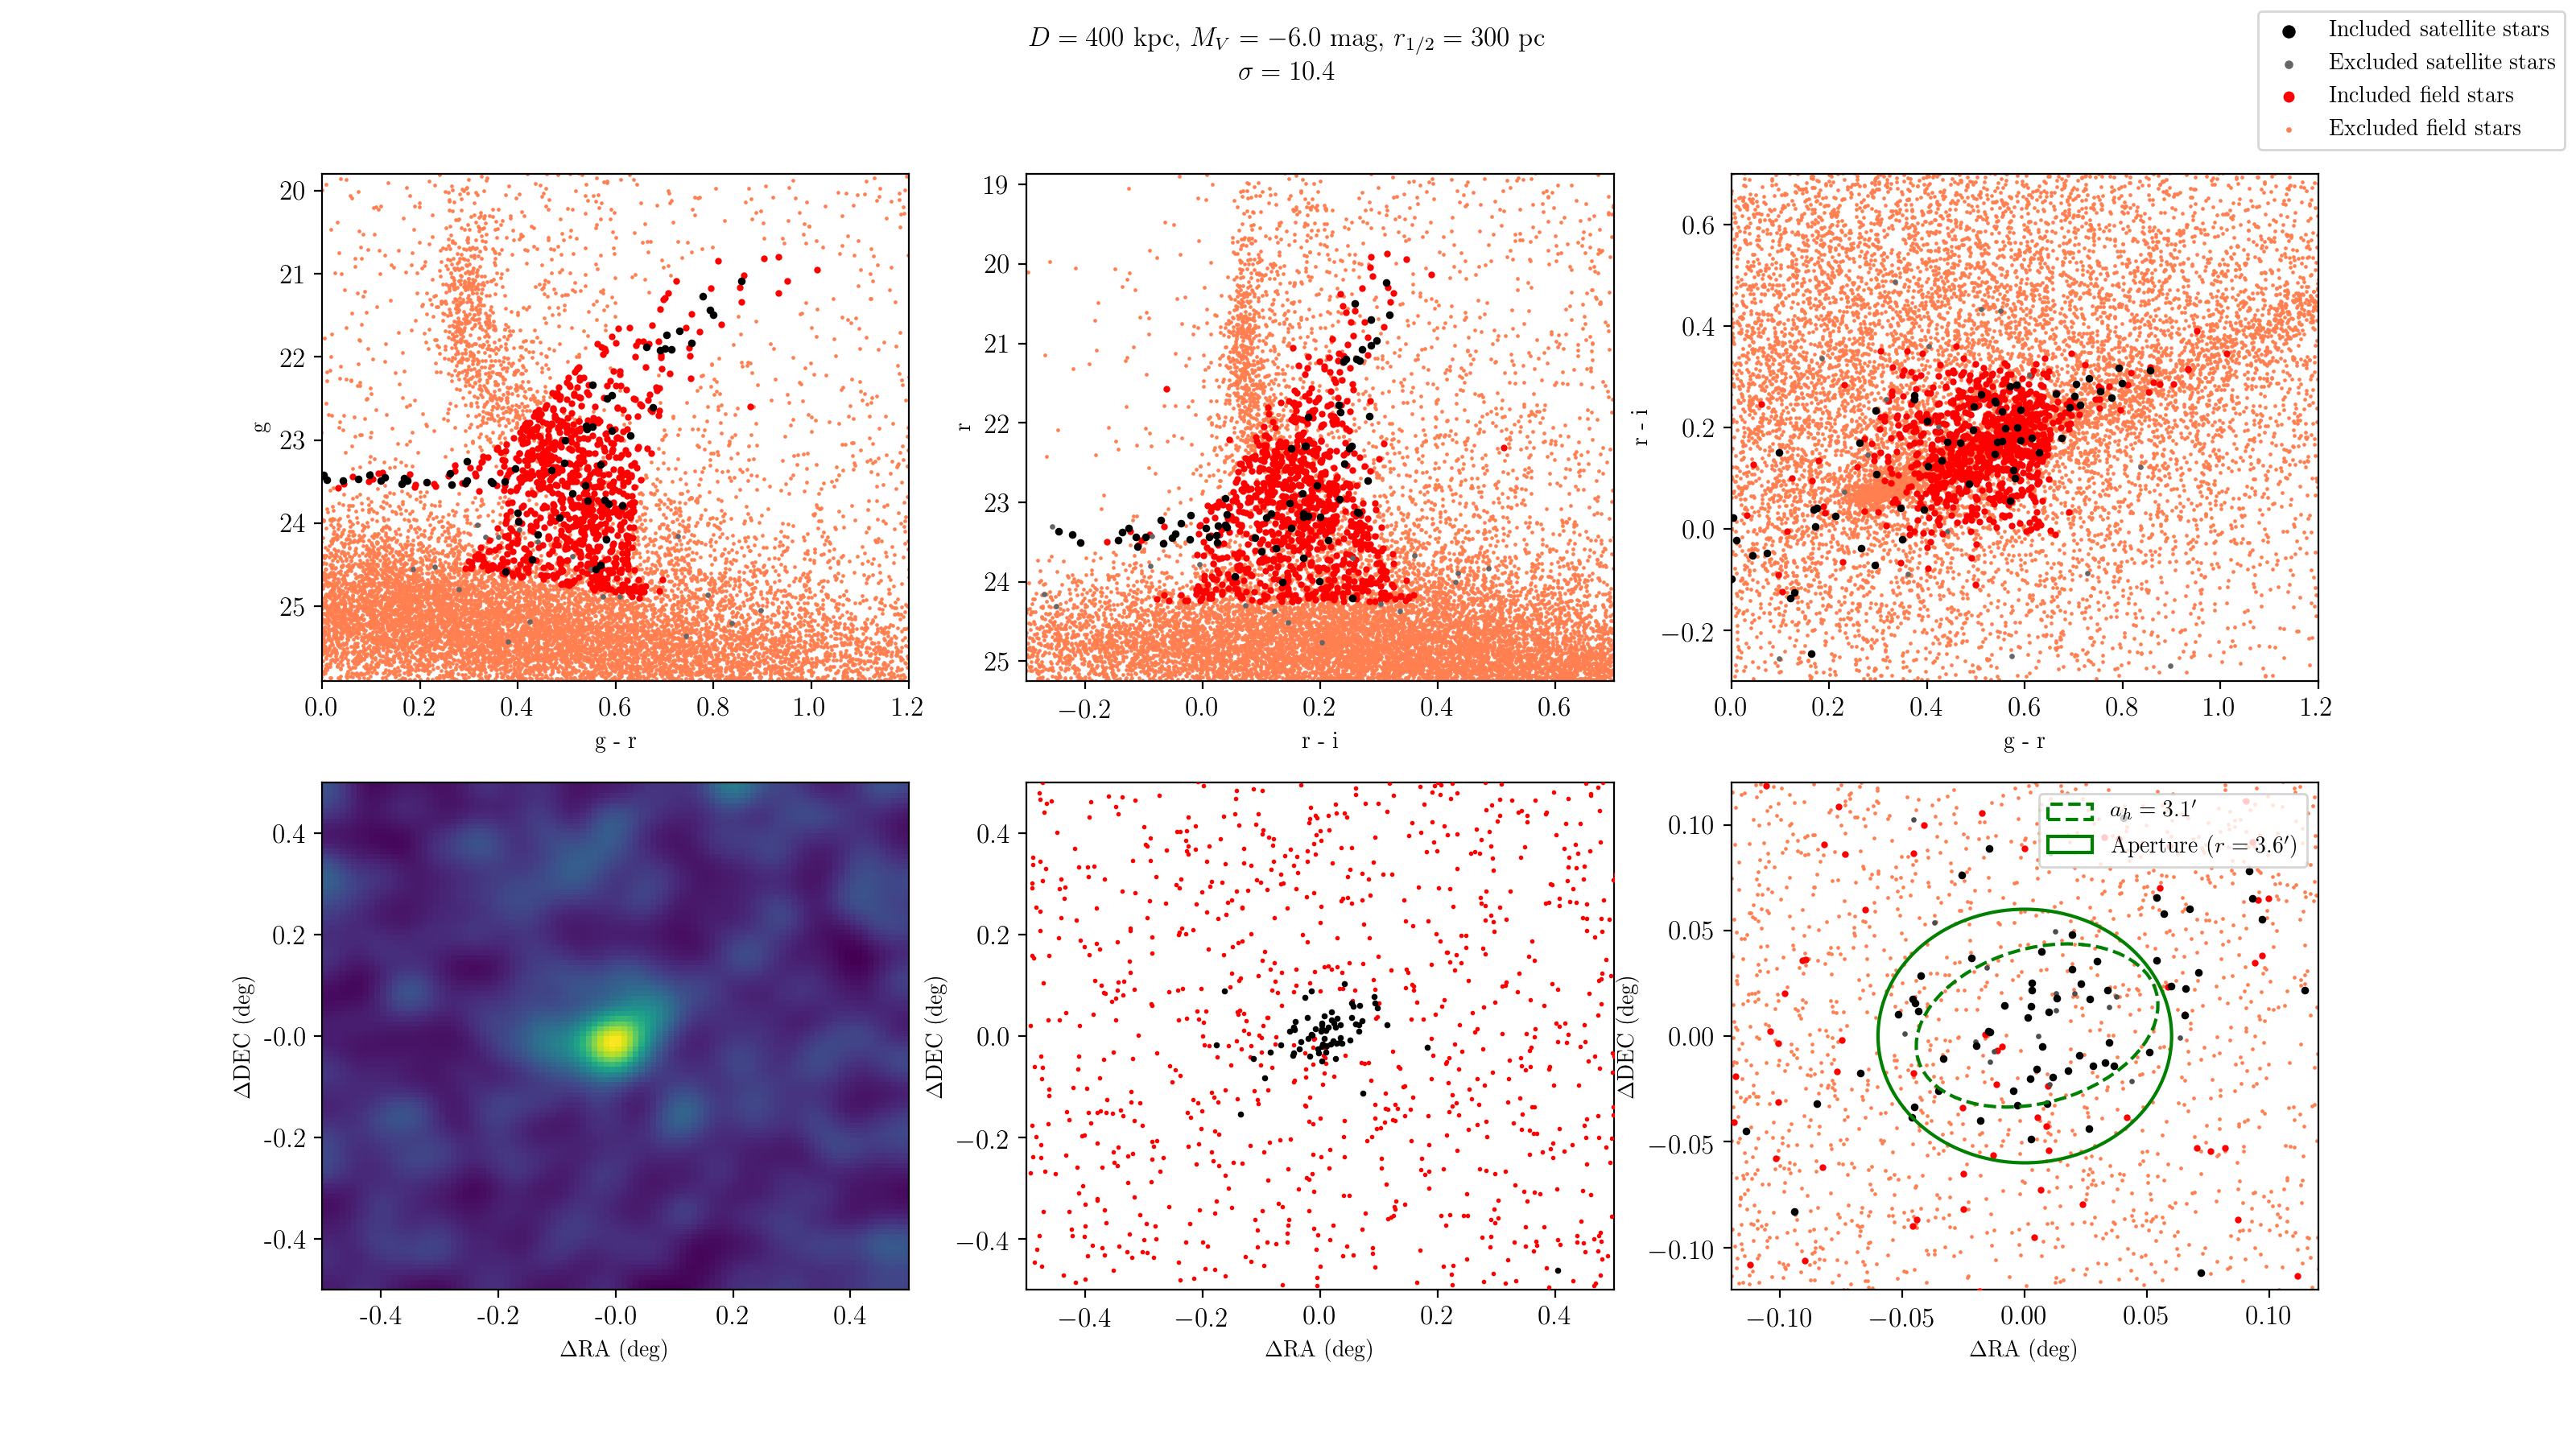 D = 400 kpc, M_V = −6.0 mag, r_{1/2} = 300 pc
σ = 10.4
Included satellite stars
Excluded satellite stars
Included field stars
Excluded field stars
20
21
22
23
24
25
g
0.0 0.2 0.4 0.6 0.8 1.0 1.2
g - r
19
20
21
22
23
24
25
r
−0.2 0.0 0.2 0.4 0.6
r - i
0.6
0.4
0.2
0.0
−0.2
r - i
0.0 0.2 0.4 0.6 0.8 1.0 1.2
g - r
0.4
0.2
-0.0
-0.2
-0.4
ΔDEC (deg)
-0.4 -0.2 -0.0 0.2 0.4
ΔRA (deg)
0.4
0.2
0.0
−0.2
−0.4
ΔDEC (deg)
−0.4 −0.2 0.0 0.2 0.4
ΔRA (deg)
a_h = 3.1′
Aperture (r = 3.6′)
0.10
0.05
0.00
−0.05
−0.10
ΔDEC (deg)
−0.10 −0.05 0.00 0.05 0.10
ΔRA (deg)